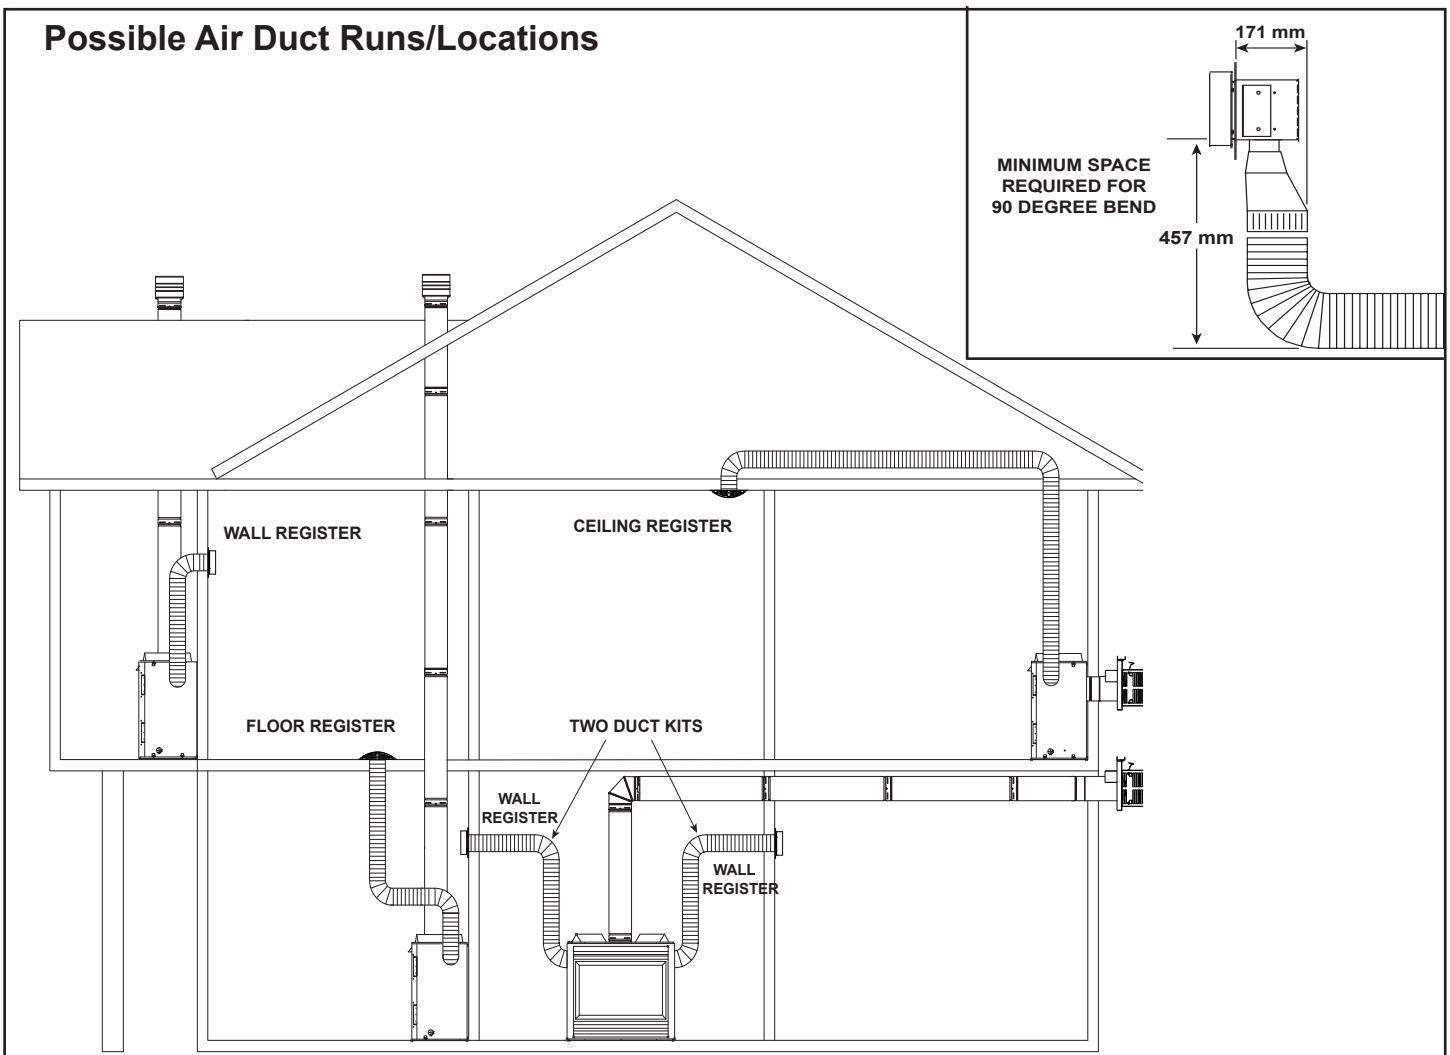 Possible Air Duct Runs/Locations
171 mm
MINIMUM SPACE
REQUIRED FOR
90 DEGREE BEND
457 mm
WALL REGISTER
CEILING REGISTER
FLOOR REGISTER
TWO DUCT KITS
WALL
REGISTER
WALL
REGISTER